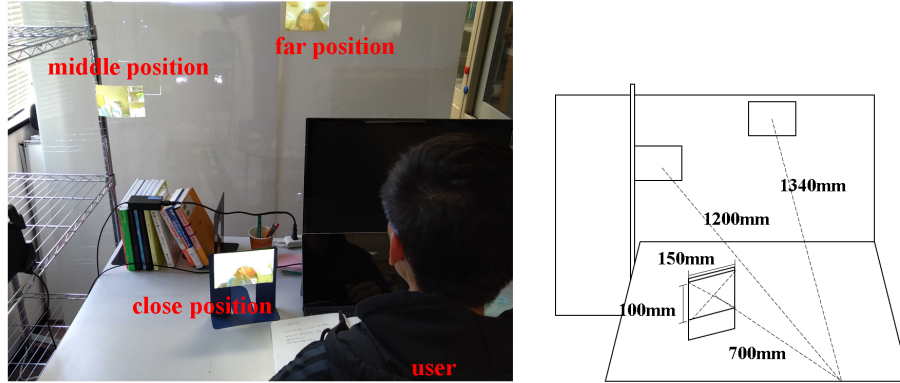 far position
middle position
close position
user
1340mm
1200mm
150mm
100mm
700mm